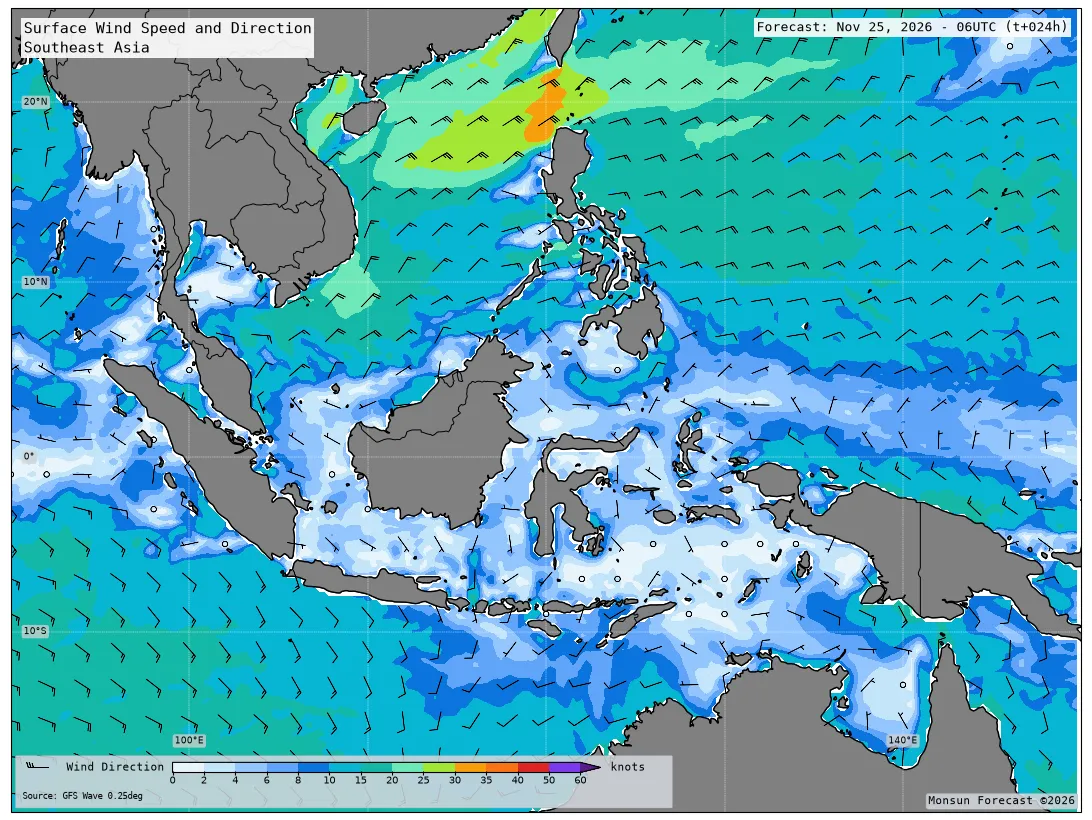 Surface Wind Speed and Direction
Southeast Asia
Forecast: Nov 25, 2026 - 06UTC (t+024h)
20°N
10°N
0°
10°S
100°E
140°E
Wind Direction
0 2 4 6 8 10 15 20 25 30 35 40 50 60
knots
Source: GFS Wave 0.25deg
Monsun Forecast ©2026